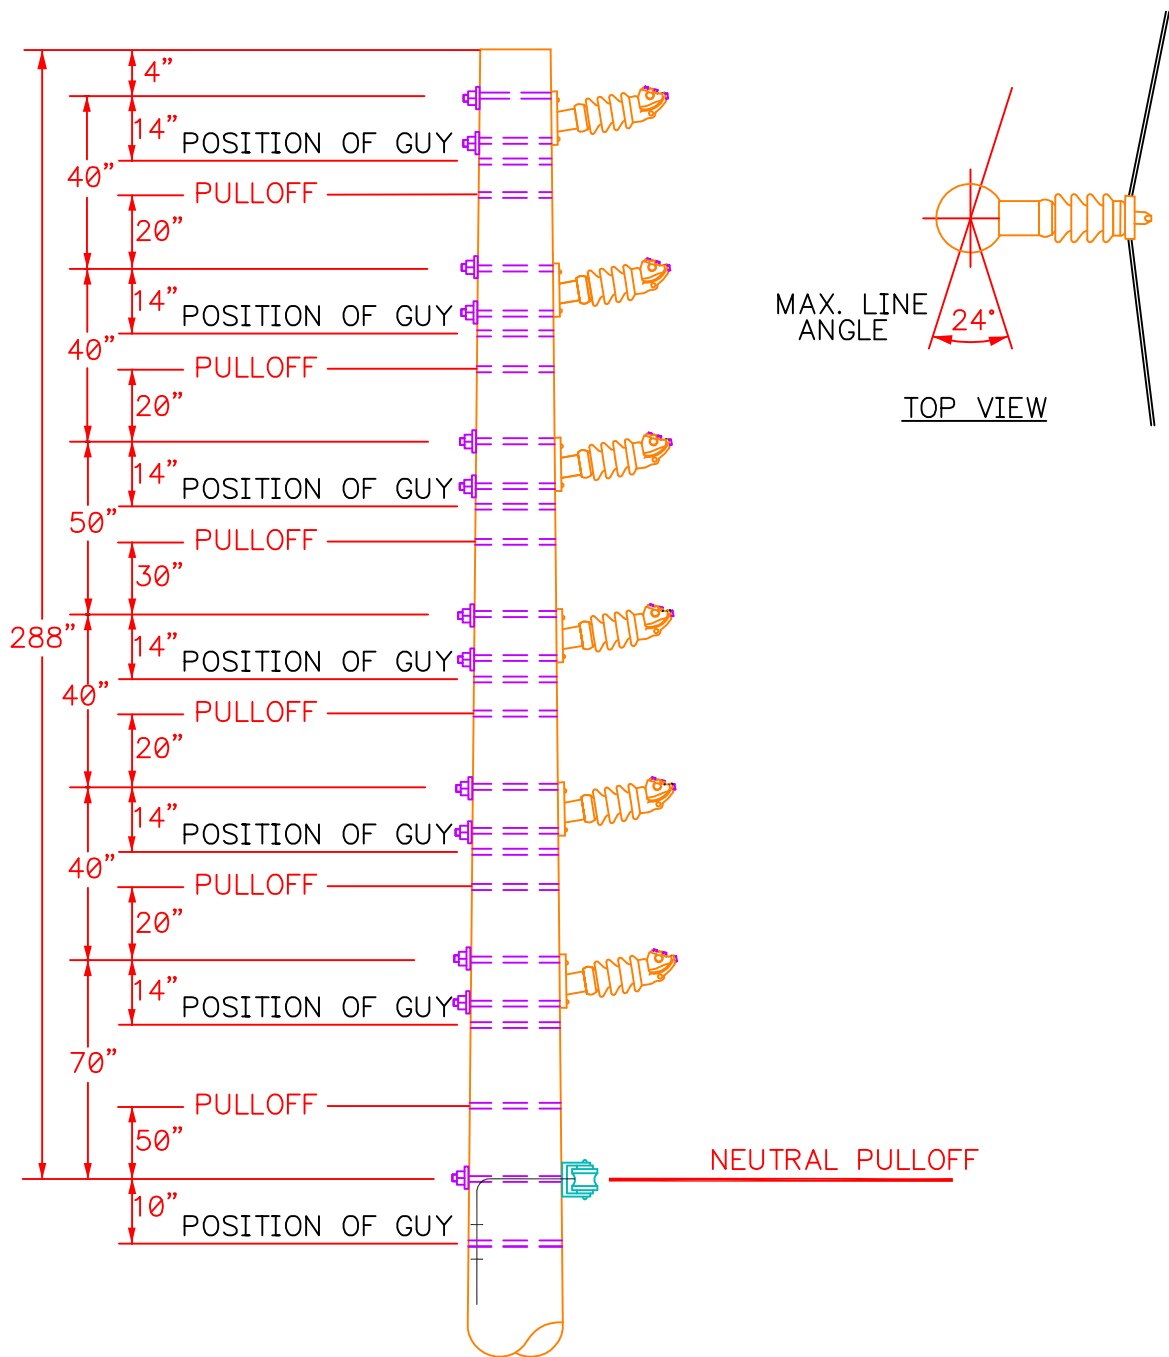 4"
14"
POSITION OF GUY
40"
PULLOFF
20"
14"
POSITION OF GUY
40"
PULLOFF
20"
14"
POSITION OF GUY
50"
PULLOFF
30"
288"
14"
POSITION OF GUY
40"
PULLOFF
20"
14"
POSITION OF GUY
40"
PULLOFF
20"
14"
POSITION OF GUY
70"
PULLOFF
50"
10"
POSITION OF GUY
NEUTRAL PULLOFF
MAX. LINE
ANGLE
24°
TOP VIEW